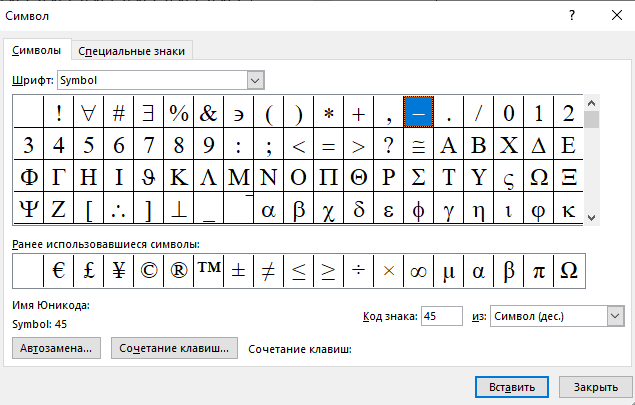 Символ
Символы Специальные знаки
Шрифт: Symbol
! ∀ # ∃ % & ∍ ( ) ∗ + , − . / 0 1 2
3 4 5 6 7 8 9 : ; < = > ? ≅ Α Β Χ Δ Ε
Φ Γ Η Ι ϑ Κ Λ Μ Ν Ο Π Θ Ρ Σ Τ Υ ς Ω Ξ
Ψ Ζ [ ∴ ] ⊥ _ ‾ α β χ δ ε ϕ γ η ι φ κ
Ранее использовавшиеся символы:
€ £ ¥ © ® ™ ± ≠ ≤ ≥ ÷ × ∞ μ α β π Ω
Имя Юникода:
Symbol: 45
Код знака: 45 из: Символ (дес.)
Автозамена... Сочетание клавиш... Сочетание клавиш:
Вставить Закрыть